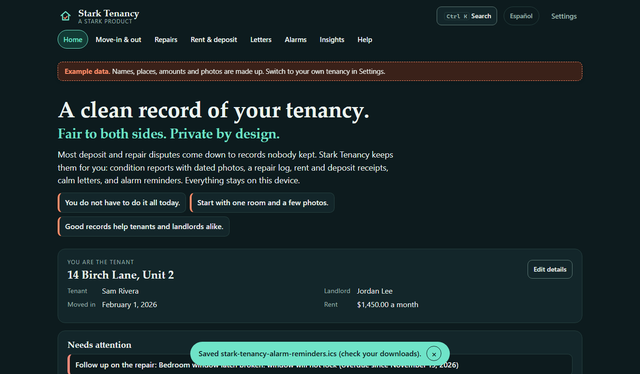 Stark Tenancy
A STARK PRODUCT
Ctrl K Search
Español
Settings
Home
Move-in & out
Repairs
Rent & deposit
Letters
Alarms
Insights
Help
Example data. Names, places, amounts and photos are made up. Switch to your own tenancy in Settings.
A clean record of your tenancy.
Fair to both sides. Private by design.
Most deposit and repair disputes come down to records nobody kept. Stark Tenancy keeps
them for you: condition reports with dated photos, a repair log, rent and deposit receipts,
calm letters, and alarm reminders. Everything stays on this device.
You do not have to do it all today.
Start with one room and a few photos.
Good records help tenants and landlords alike.
YOU ARE THE TENANT
14 Birch Lane, Unit 2
Edit details
Tenant Sam Rivera
Landlord Jordan Lee
Moved in February 1, 2026
Rent $1,450.00 a month
Needs attention
Saved stark-tenancy-alarm-reminders.ics (check your downloads).
Follow up on the repair: Bedroom
2026)